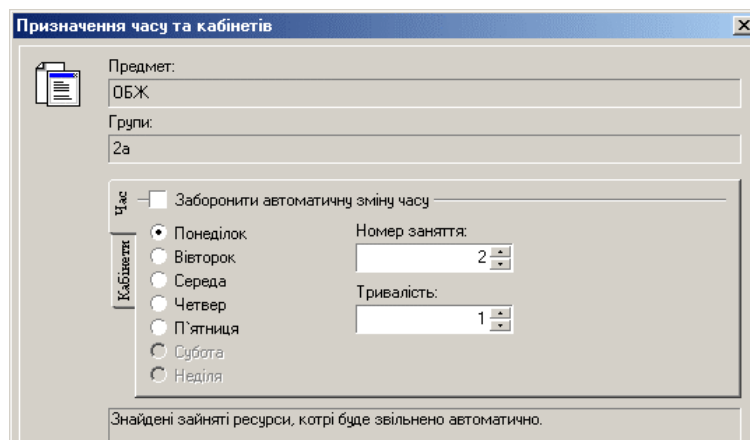 Призначення часу та кабінетів
Предмет:
ОБЖ
Групи:
2а
Час
Заборонити автоматичну зміну часу
Кабінети
Понеділок
Вівторок
Середа
Четвер
П`ятниця
Субота
Неділя
Номер заняття:
2
Тривалість:
1
Знайдені зайняті ресурси, котрі буде звільнено автоматично.